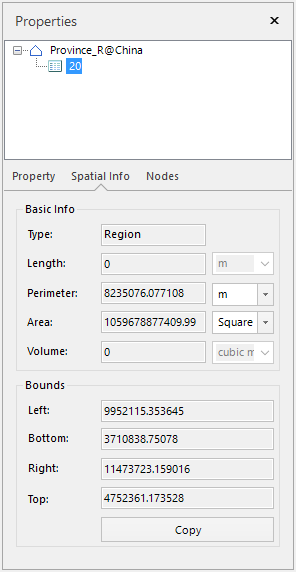 Properties
Province_R@China
20
Property Spatial Info Nodes
Basic Info
Type: Region
Length: 0 m
Perimeter: 8235076.077108 m
Area: 1059678877409.99 Square
Volume: 0 cubic m
Bounds
Left: 9952115.353645
Bottom: 3710838.75078
Right: 11473723.159016
Top: 4752361.173528
Copy